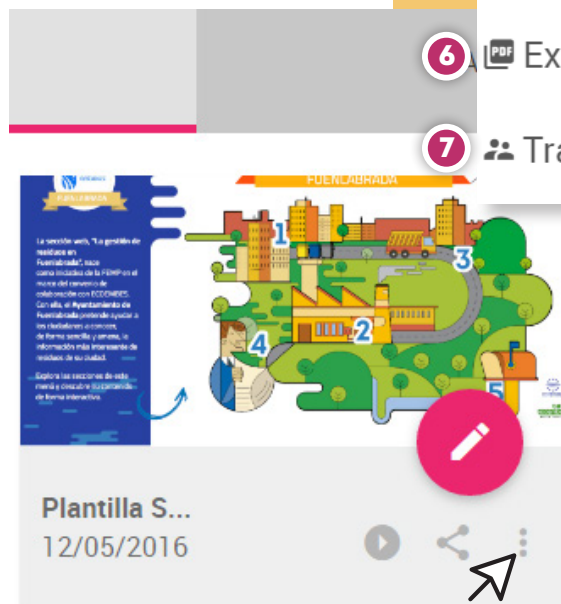 6 PDF Ex
7 Tra
FUENLABRADA
La sección web, "La gestión de
residuos en
Fuenlabrada", nace
como iniciativa de la FEMP en el
marco del convenio de
colaboración con ECOEMBES.
Con ella, el Ayuntamiento de
Fuenlabrada pretende ayudar a
los ciudadanos a conocer,
de forma sencilla y amena, la
información más interesante de
residuos de su ciudad.
Explora las secciones de este
menú y descubre su contenido
de forma interactiva.
1
2
3
4
5
Plantilla S...
12/05/2016